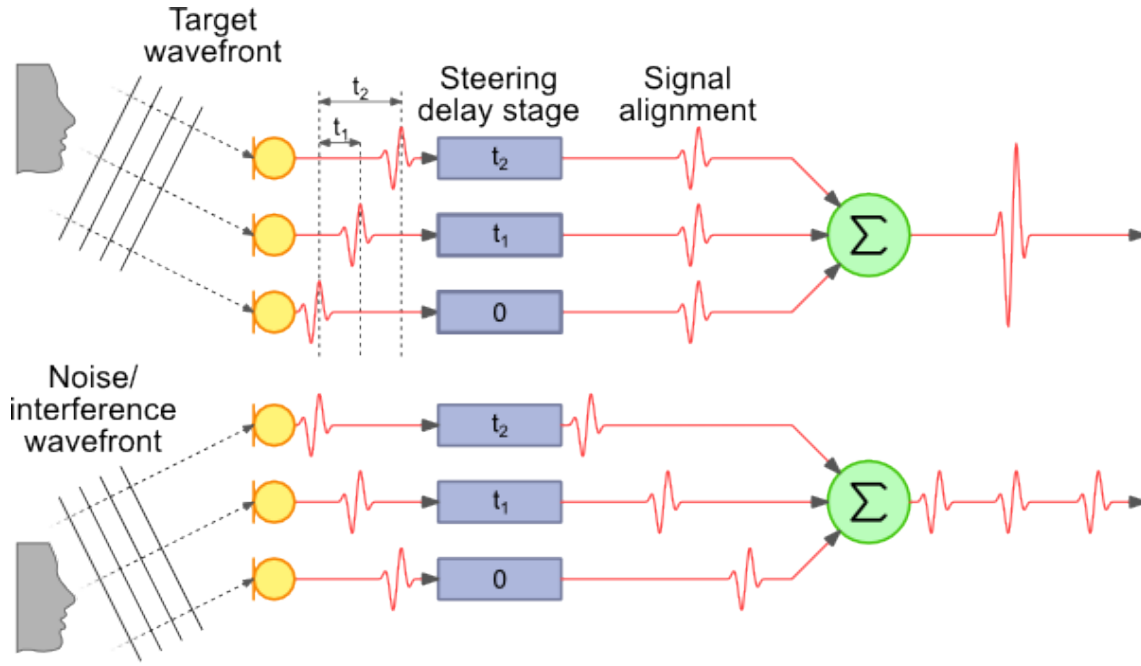 Target
wavefront
Steering
delay stage
Signal
alignment
t₂
t₁
t₂
t₁
0
Σ
Noise/
interference
wavefront
t₂
t₁
0
Σ